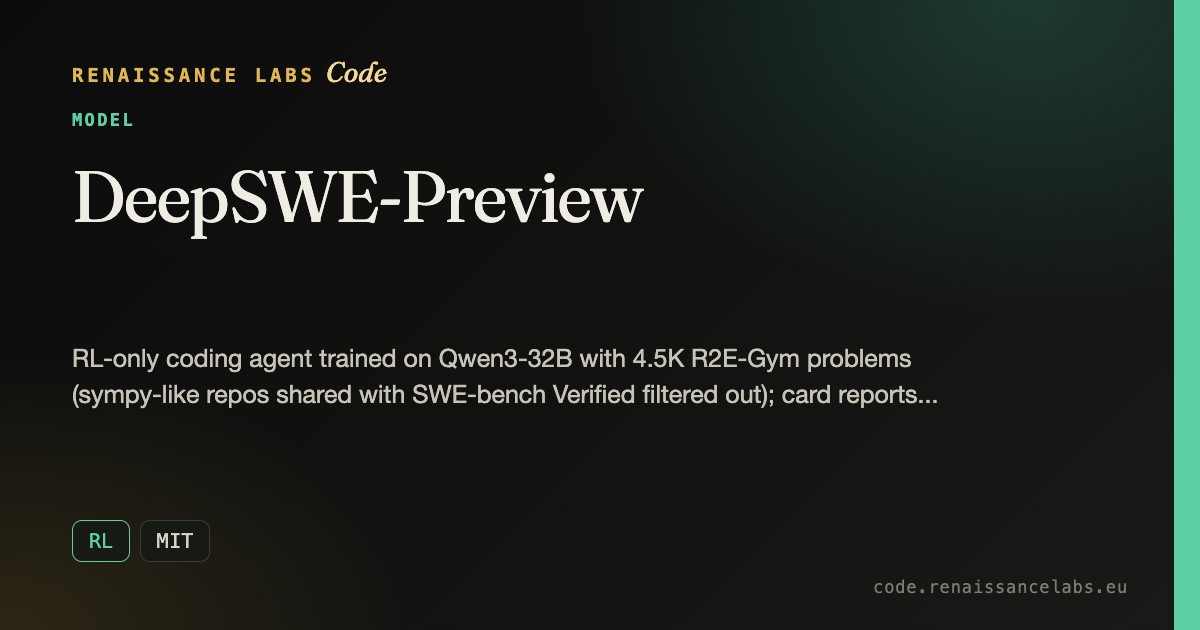 RENAISSANCE LABS Code
MODEL
DeepSWE-Preview
RL-only coding agent trained on Qwen3-32B with 4.5K R2E-Gym problems
(sympy-like repos shared with SWE-bench Verified filtered out); card reports...
RL MIT
code.renaissancelabs.eu